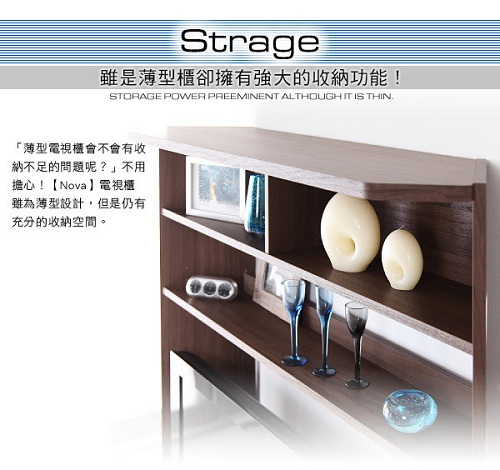 Strage
雖是薄型櫃卻擁有強大的收納功能！
STORAGE POWER PREEMINENT ALTHOUGH IT IS THIN.
「薄型電視櫃會不會有收
納不足的問題呢？」不用
擔心！【Nova】電視櫃
雖為薄型設計，但是仍有
充分的收納空間。